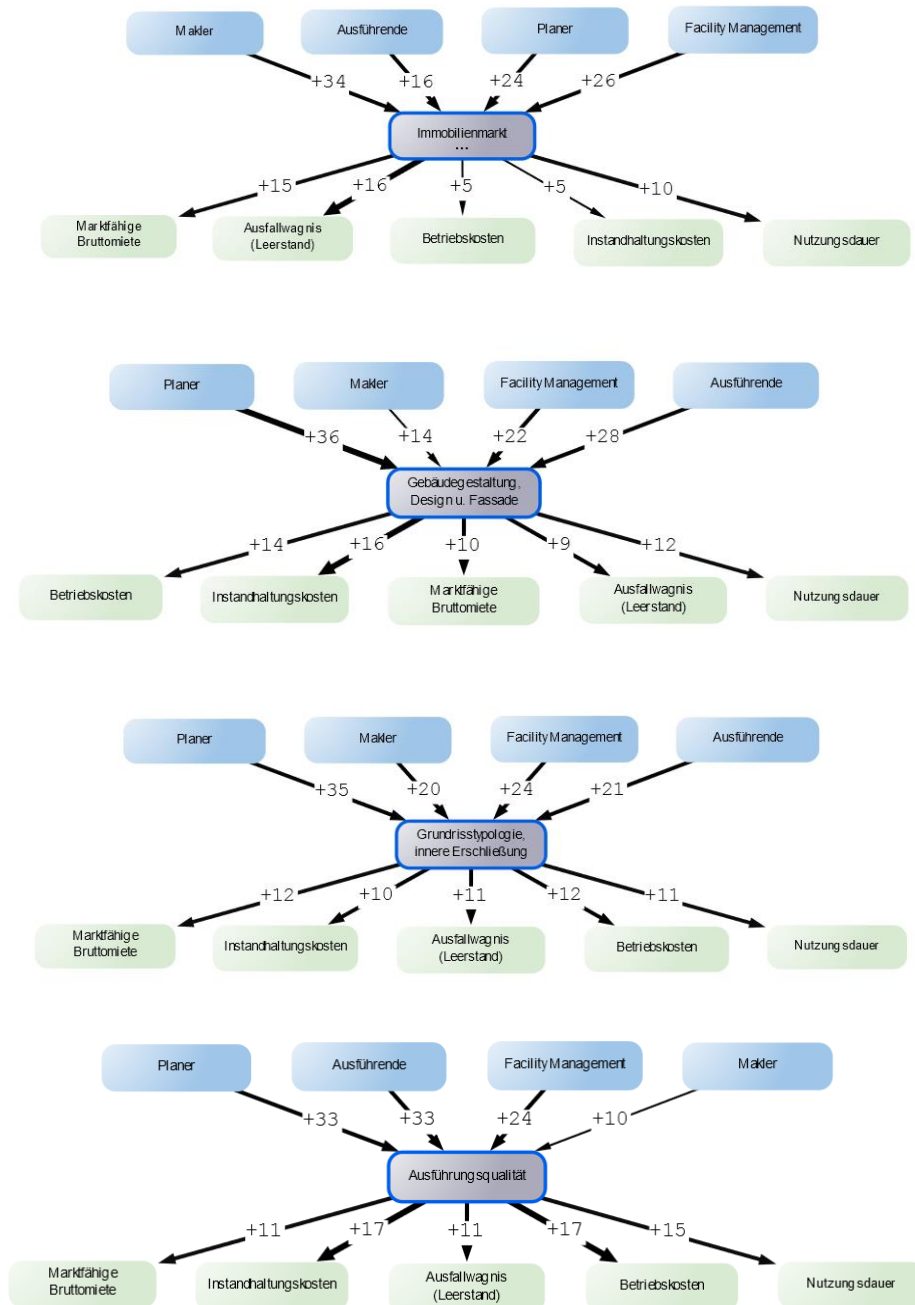 Makler
Ausführende
Planer
Facility Management
+34
+16
+24
+26
Immobilienmarkt
...
+15
+16
+5
+5
+10
Marktfähige
Bruttomiete
Ausfallwagnis
(Leerstand)
Betriebskosten
Instandhaltungskosten
Nutzungsdauer
Planer
Makler
Facility Management
Ausführende
+36
+14
+22
+28
Gebäudegestaltung,
Design u. Fassade
+14
+16
+10
+9
+12
Betriebskosten
Instandhaltungskosten
Marktfähige
Bruttomiete
Ausfallwagnis
(Leerstand)
Nutzungsdauer
Planer
Makler
Facility Management
Ausführende
+35
+20
+24
+21
Grundrisstypologie,
innere Erschließung
+12
+10
+11
+12
+11
Marktfähige
Bruttomiete
Instandhaltungskosten
Ausfallwagnis
(Leerstand)
Betriebskosten
Nutzungsdauer
Planer
Ausführende
Facility Management
Makler
+33
+33
+24
+10
Ausführungsqualität
+11
+17
+11
+17
+15
Marktfähige
Bruttomiete
Instandhaltungskosten
Ausfallwagnis
(Leerstand)
Betriebskosten
Nutzungsdauer